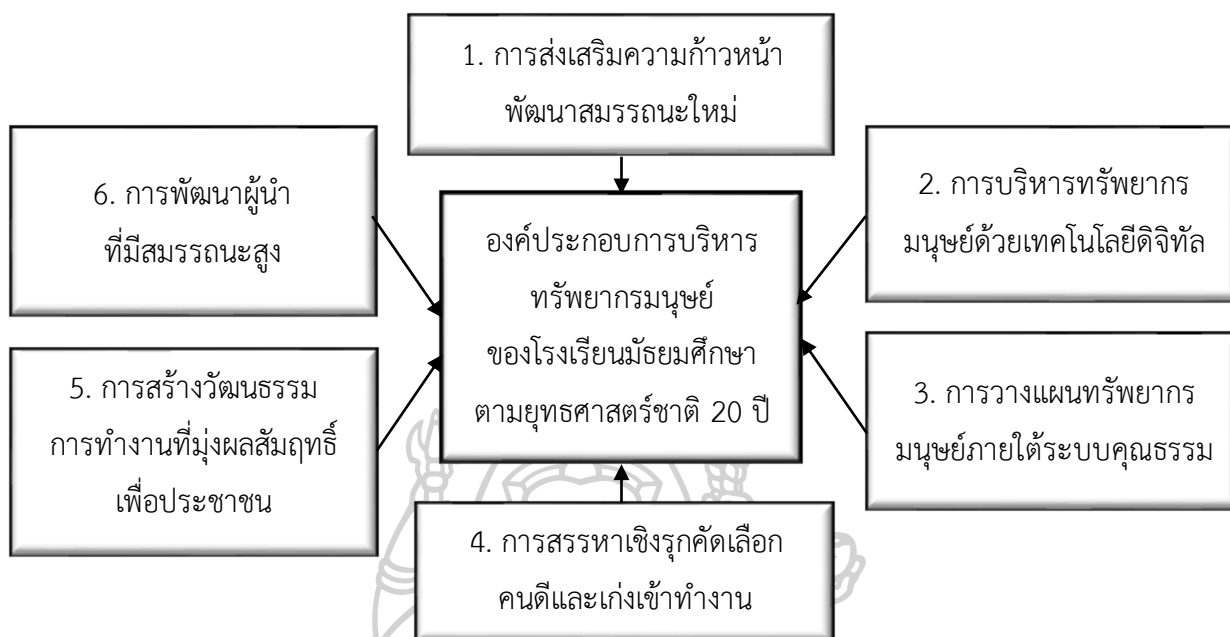 1. การส่งเสริมความก้าวหน้า
พัฒนาสมรรถนะใหม่
6. การพัฒนาผู้นำ
ที่มีสมรรถนะสูง
องค์ประกอบการบริหาร
ทรัพยากรมนุษย์
ของโรงเรียนมัธยมศึกษา
ตามยุทธศาสตร์ชาติ 20 ปี
2. การบริหารทรัพยากร
มนุษย์ด้วยเทคโนโลยีดิจิทัล
5. การสร้างวัฒนธรรม
การทำงานที่มุ่งผลสัมฤทธิ์
เพื่อประชาชน
3. การวางแผนทรัพยากร
มนุษย์ภายใต้ระบบคุณธรรม
4. การสรรหาเชิงรุกคัดเลือก
คนดีและเก่งเข้าทำงาน